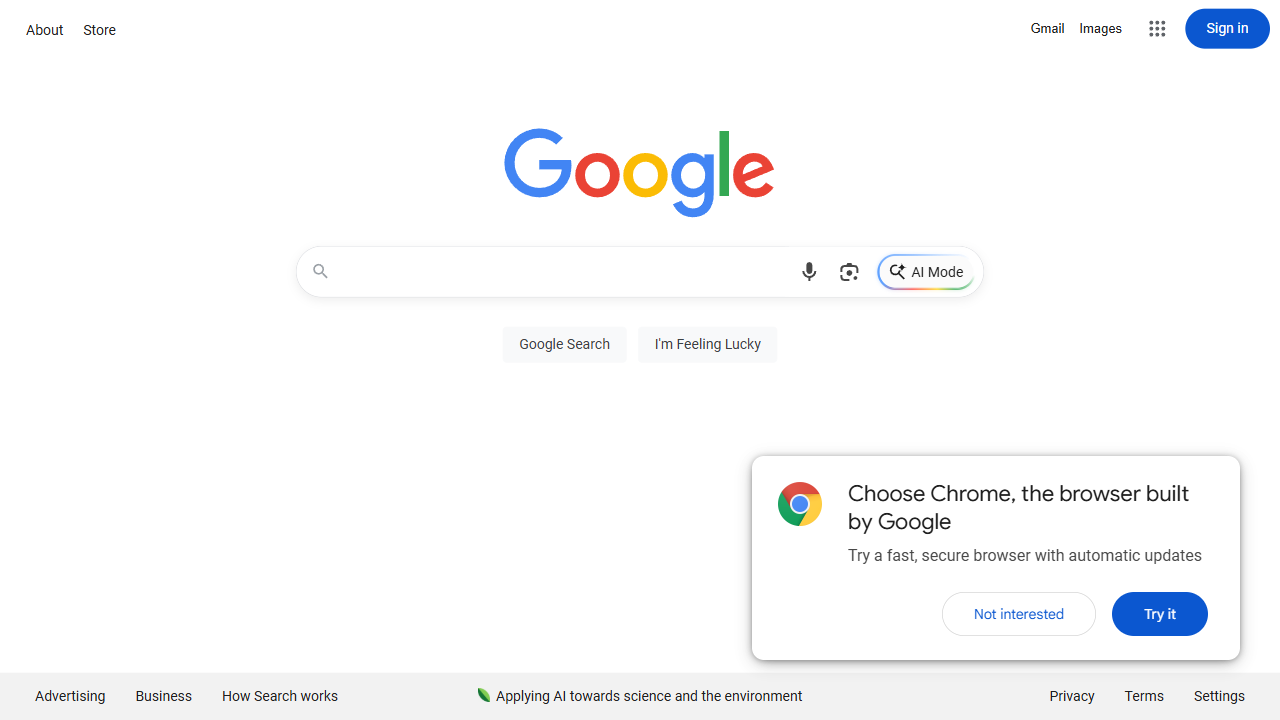 About Store
Gmail Images Sign in
Google
AI Mode
Google Search I'm Feeling Lucky
Choose Chrome, the browser built
by Google
Try a fast, secure browser with automatic updates
Not interested Try it
Advertising Business How Search works Applying AI towards science and the environment Privacy Terms Settings